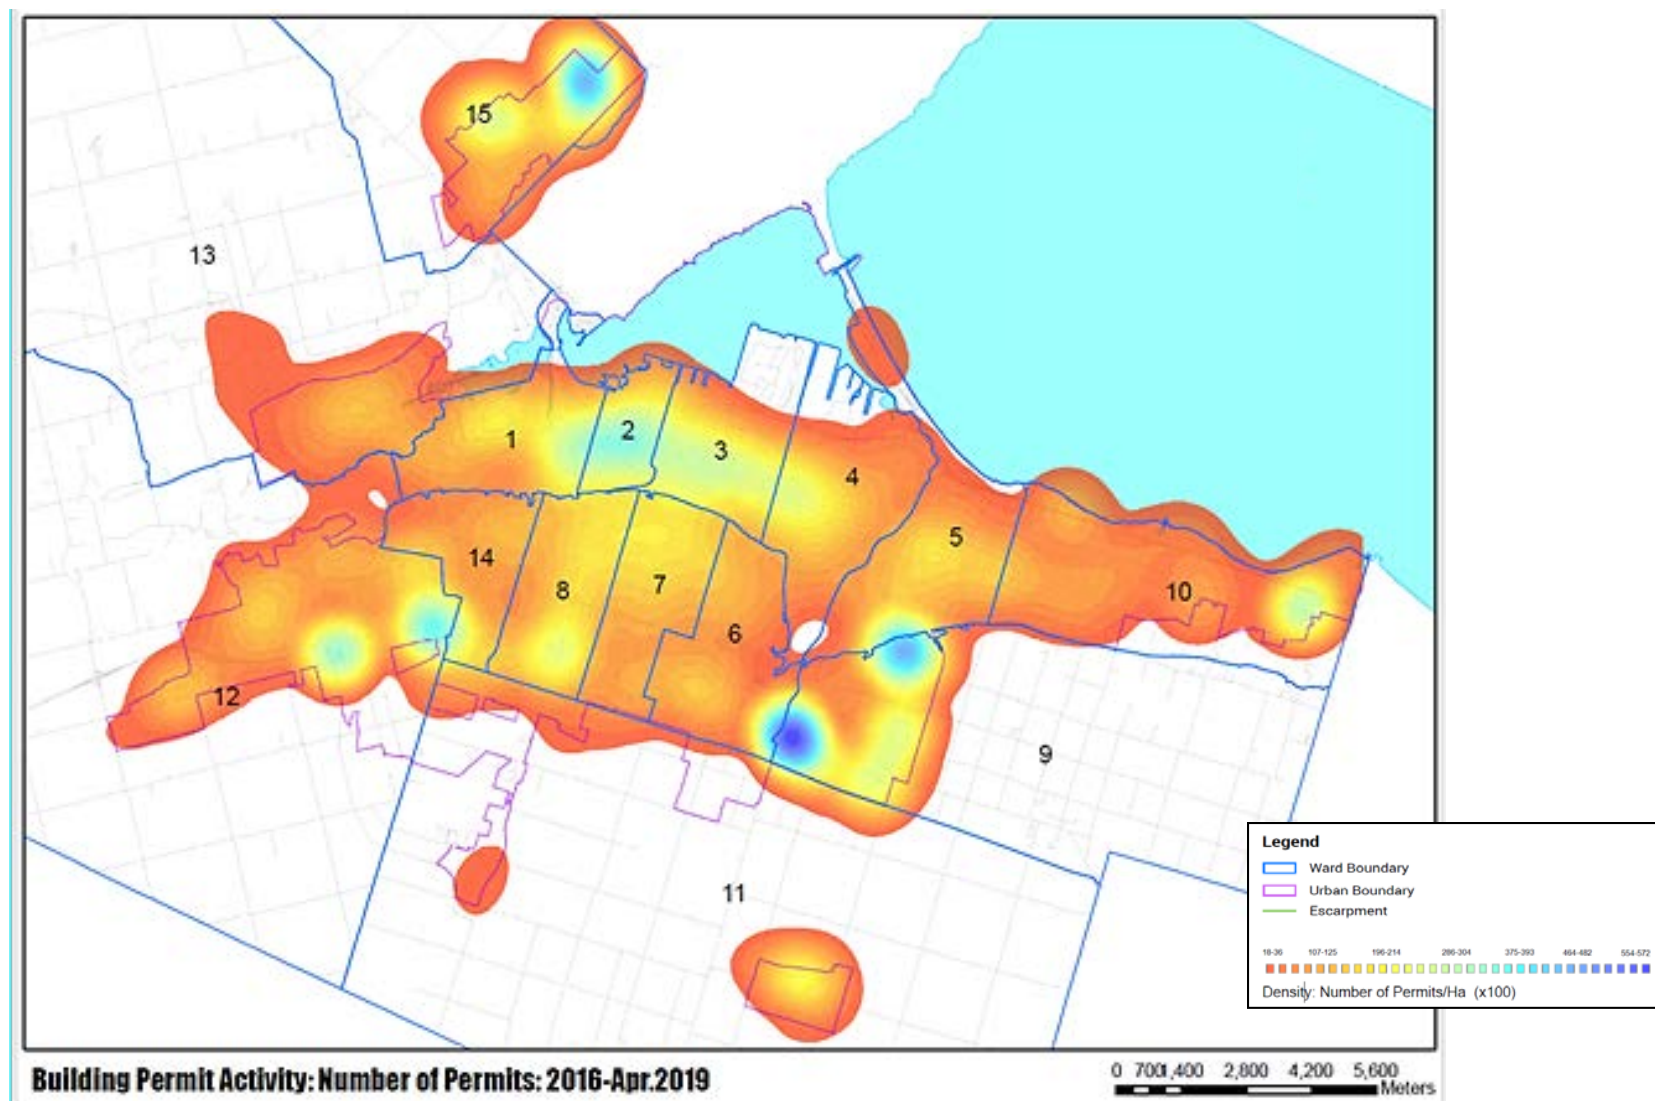 15
13
1
2
3
4
5
14
8
7
6
10
12
9
11
Legend
Ward Boundary
Urban Boundary
Escarpment
18-36 107-125 196-214 286-304 375-393 464-482 554-572
Density: Number of Permits/Ha (x100)
Building Permit Activity: Number of Permits: 2016-Apr.2019
0 700 1,400 2,800 4,200 5,600
Meters